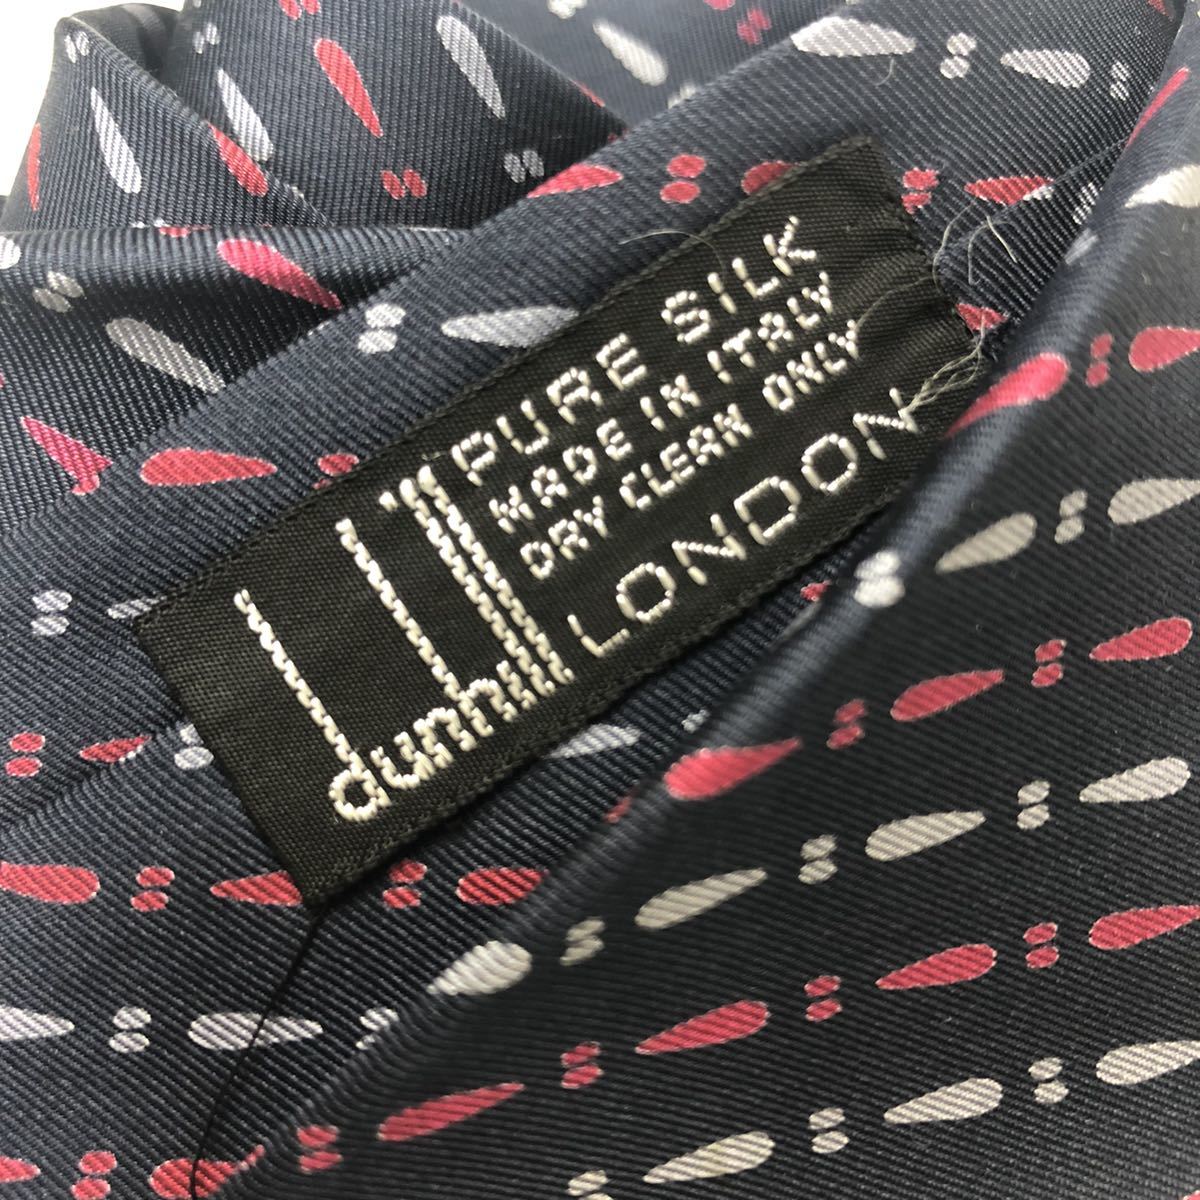 dunhill
PURE SILK
MADE IN ITALY
DRY CLEAN ONLY
LONDON